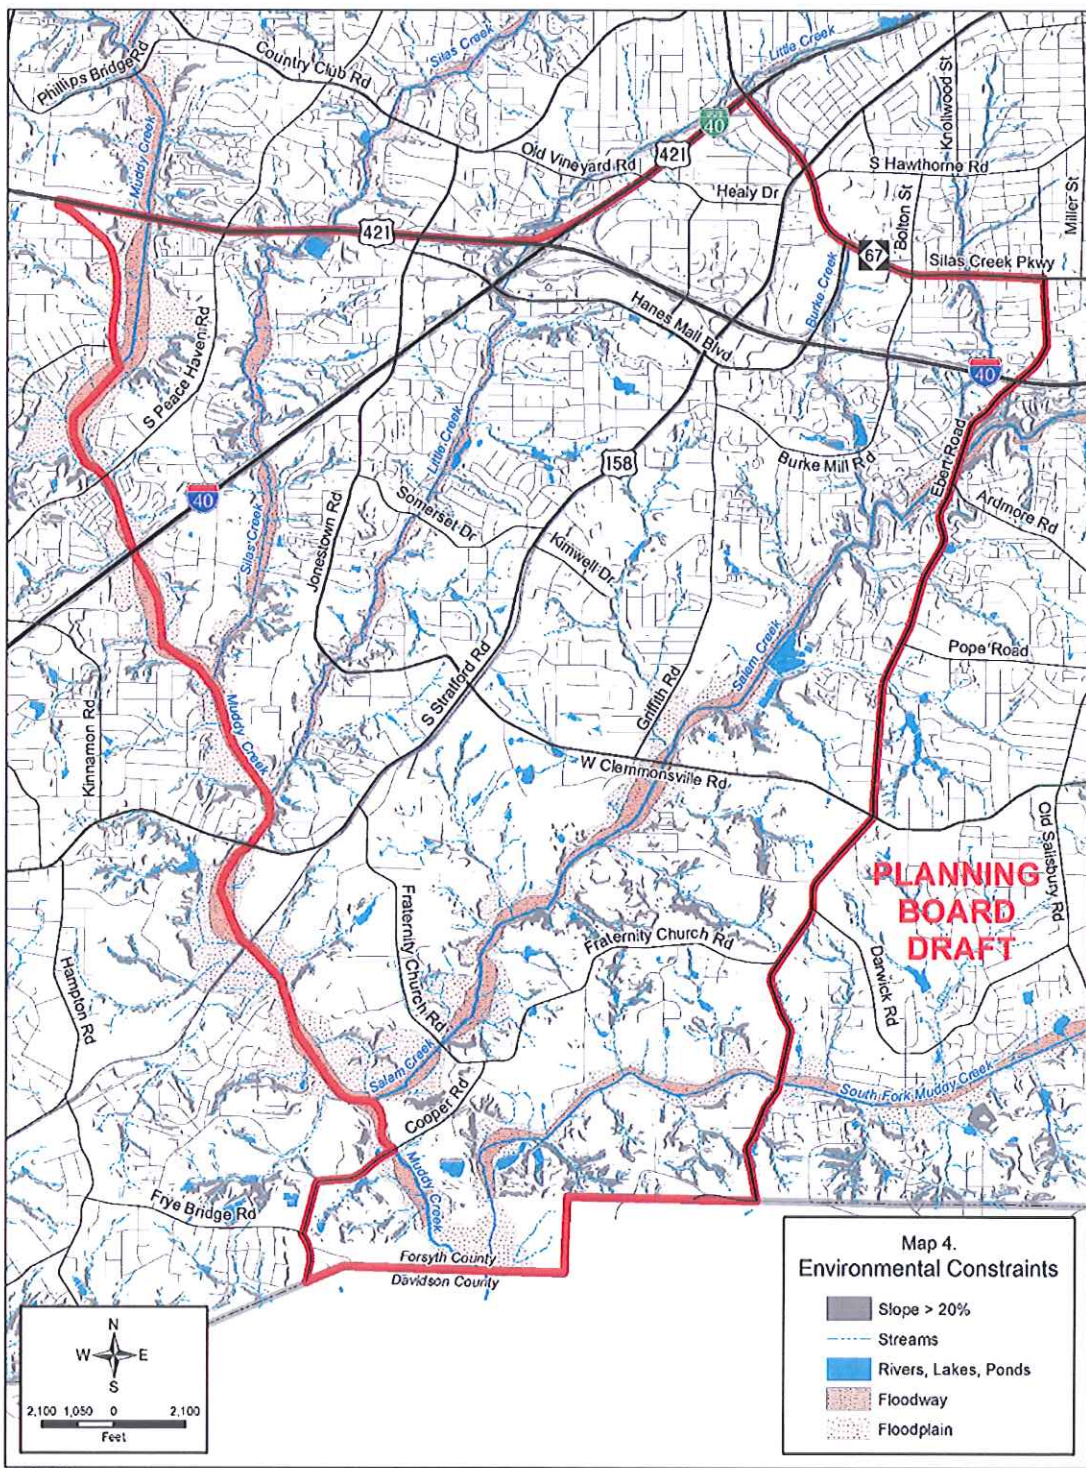 Phillips Bridge Rd
Country Club Rd
Silas Creek
Little Creek
Knollwood St
Muddy Creek
40
421
Old Vineyard Rd
S Hawthorne Rd
Healy Dr
Bolton St
Miller St
421
67
Silas Creek Pkwy
Burke Creek
Hanes Mall Blvd
S Peace Haven Rd
40
Little Creek
158
Burke Mill Rd
Ebert Road
Ardmore Rd
40
Silas Creek
Jonestown Rd
Somerset Dr
Kimwell Dr
Salem Creek
Pope Road
S Stratford Rd
Griffith Rd
Muddy Creek
Kinnamon Rd
W Clemmonsville Rd
Old Salisbury Rd
PLANNING
BOARD
DRAFT
Fraternity Church Rd
Fraternity Church Rd
Darwick Rd
Hampton Rd
Salem Creek
Cooper Rd
South Fork Muddy Creek
Muddy Creek
Frye Bridge Rd
Forsyth County
Davidson County
Map 4.
Environmental Constraints
Slope > 20%
Streams
Rivers, Lakes, Ponds
Floodway
Floodplain
N
W E
S
2,100 1,050 0 2,100
Feet